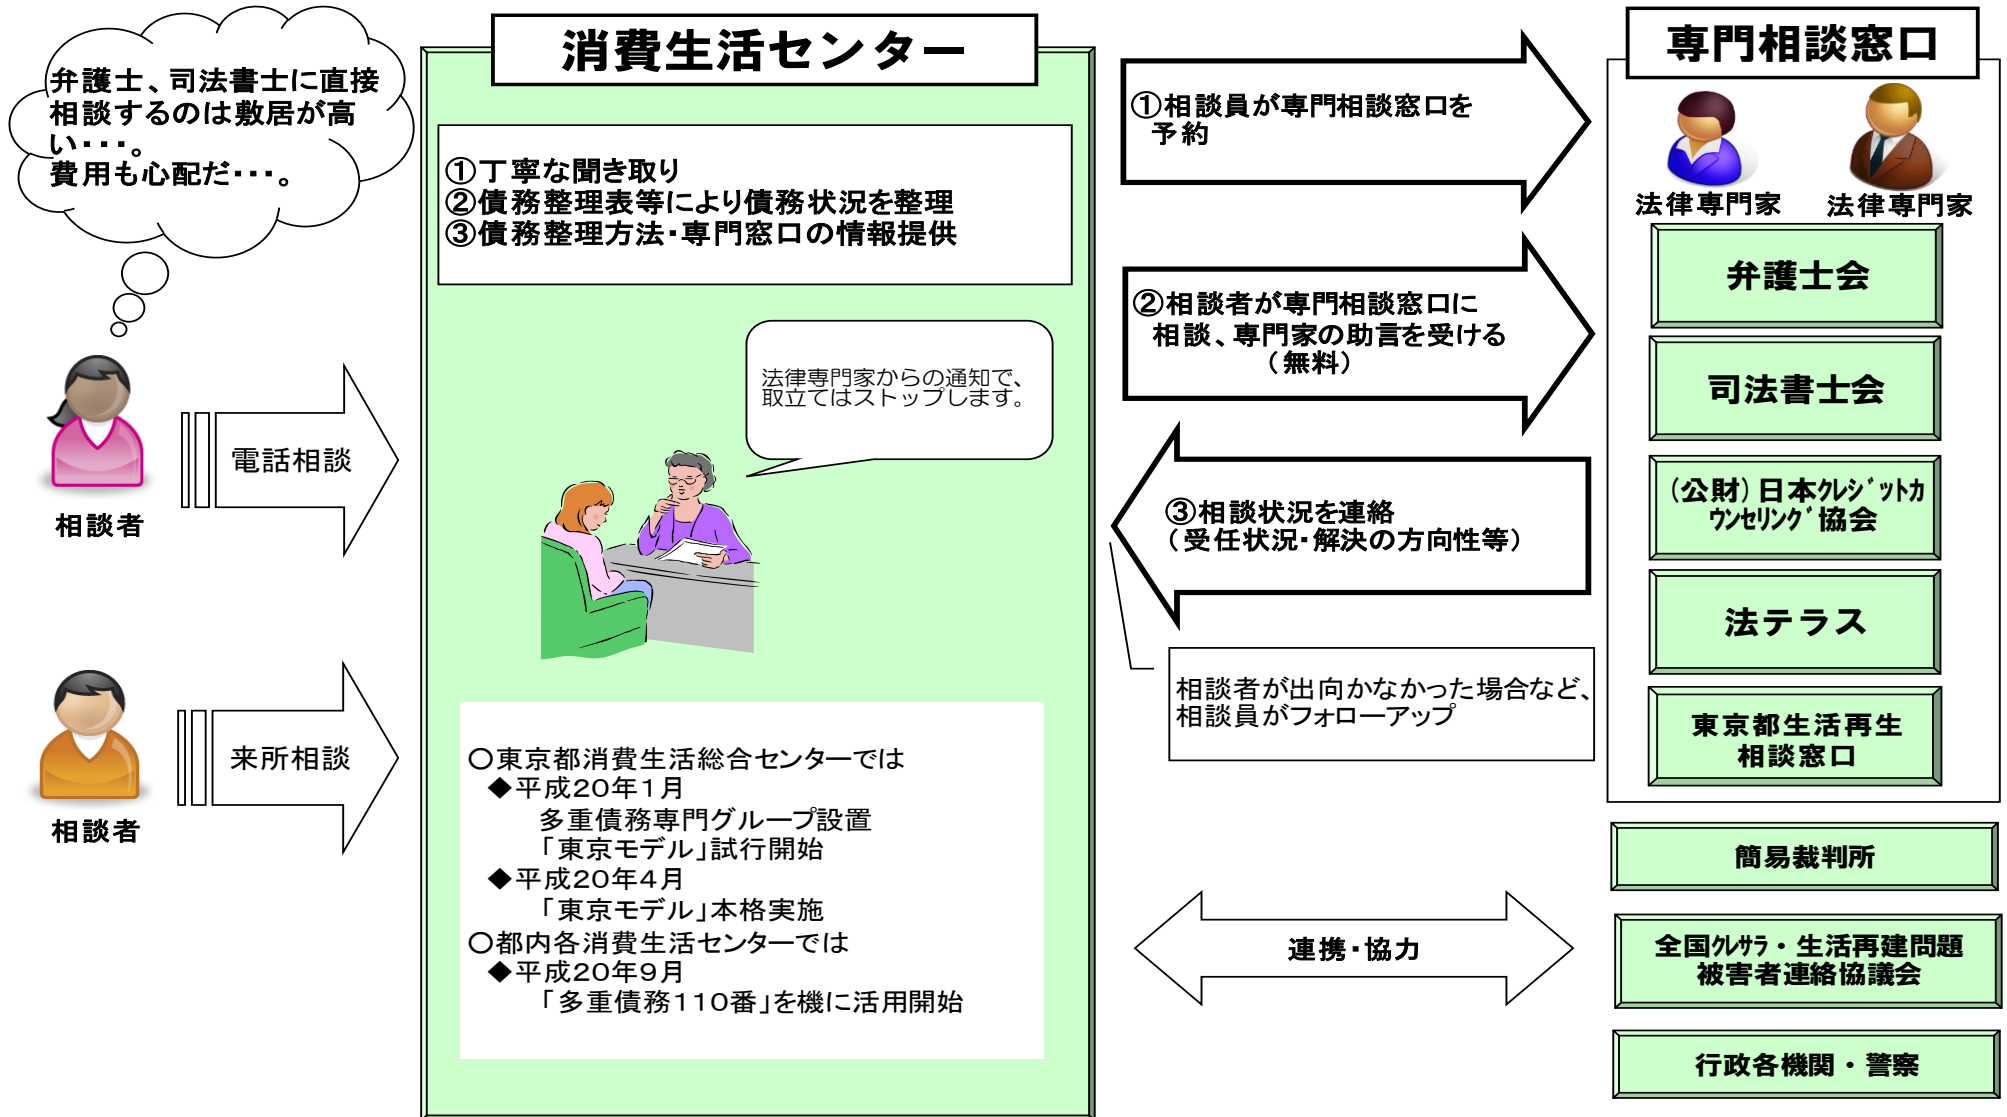 弁護士、司法書士に直接
相談するのは敷居が高
い・・・。
費用も心配だ・・・。
相談者
電話相談
相談者
来所相談
消費生活センター
①丁寧な聞き取り
②債務整理表等により債務状況を整理
③債務整理方法・専門窓口の情報提供
法律専門家からの通知で、
取立てはストップします。
○東京都消費生活総合センターでは
◆平成20年1月
多重債務専門グループ設置
「東京モデル」試行開始
◆平成20年4月
「東京モデル」本格実施
○都内各消費生活センターでは
◆平成20年9月
「多重債務110番」を機に活用開始
①相談員が専門相談窓口を
予約
②相談者が専門相談窓口に
相談、専門家の助言を受ける
（無料）
③相談状況を連絡
（受任状況・解決の方向性等）
相談者が出向かなかった場合など、
相談員がフォローアップ
連携・協力
専門相談窓口
法律専門家 法律専門家
弁護士会
司法書士会
（公財）日本ｸﾚｼﾞｯﾄｶ
ｳﾝｾﾘﾝｸﾞ協会
法テラス
東京都生活再生
相談窓口
簡易裁判所
全国ｸﾚｻﾗ・生活再建問題
被害者連絡協議会
行政各機関・警察